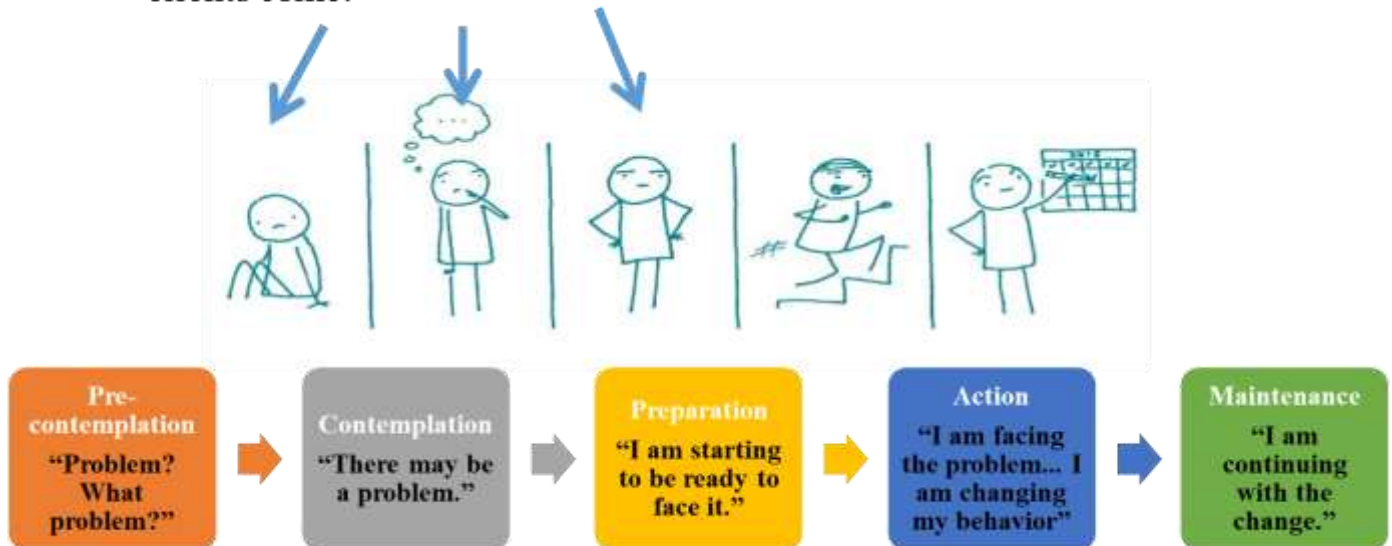 Pre-
contemplation
“Problem?
What
problem?”
Contemplation
“There may be
a problem.”
Preparation
“I am starting
to be ready to
face it.”
Action
“I am facing
the problem... I
am changing
my behavior”
Maintenance
“I am
continuing
with the
change.”